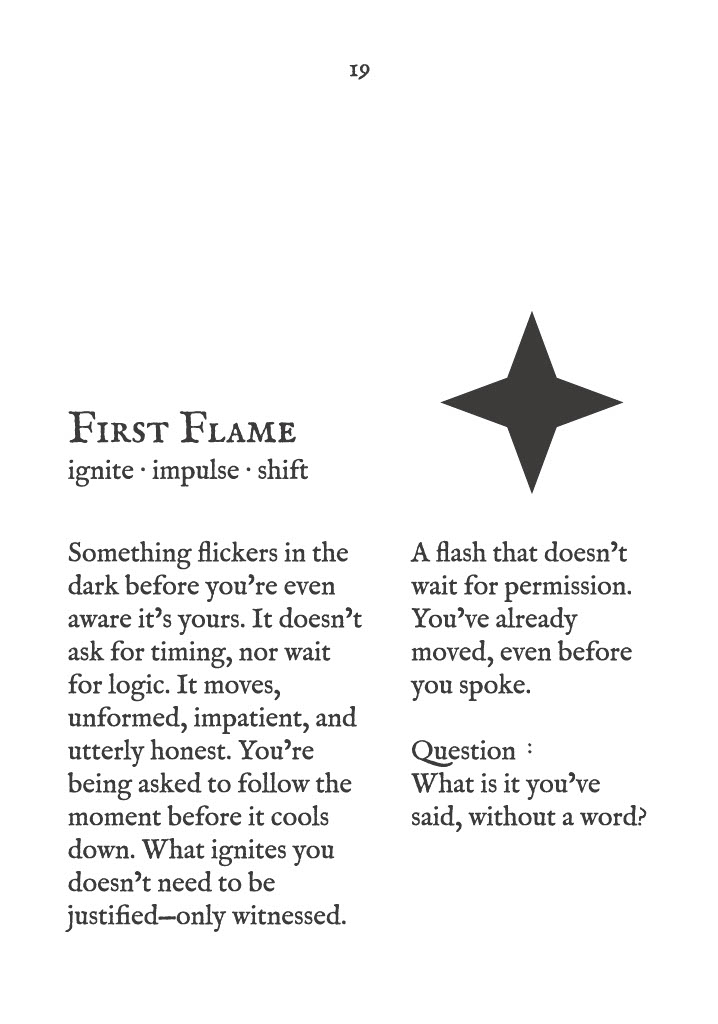 19
First Flame
ignite · impulse · shift
Something flickers in the
dark before you’re even
aware it’s yours. It doesn’t
ask for timing, nor wait
for logic. It moves,
unformed, impatient, and
utterly honest. You’re
being asked to follow the
moment before it cools
down. What ignites you
doesn’t need to be
justified—only witnessed.
A flash that doesn’t
wait for permission.
You’ve already
moved, even before
you spoke.
Question :
What is it you’ve
said, without a word?